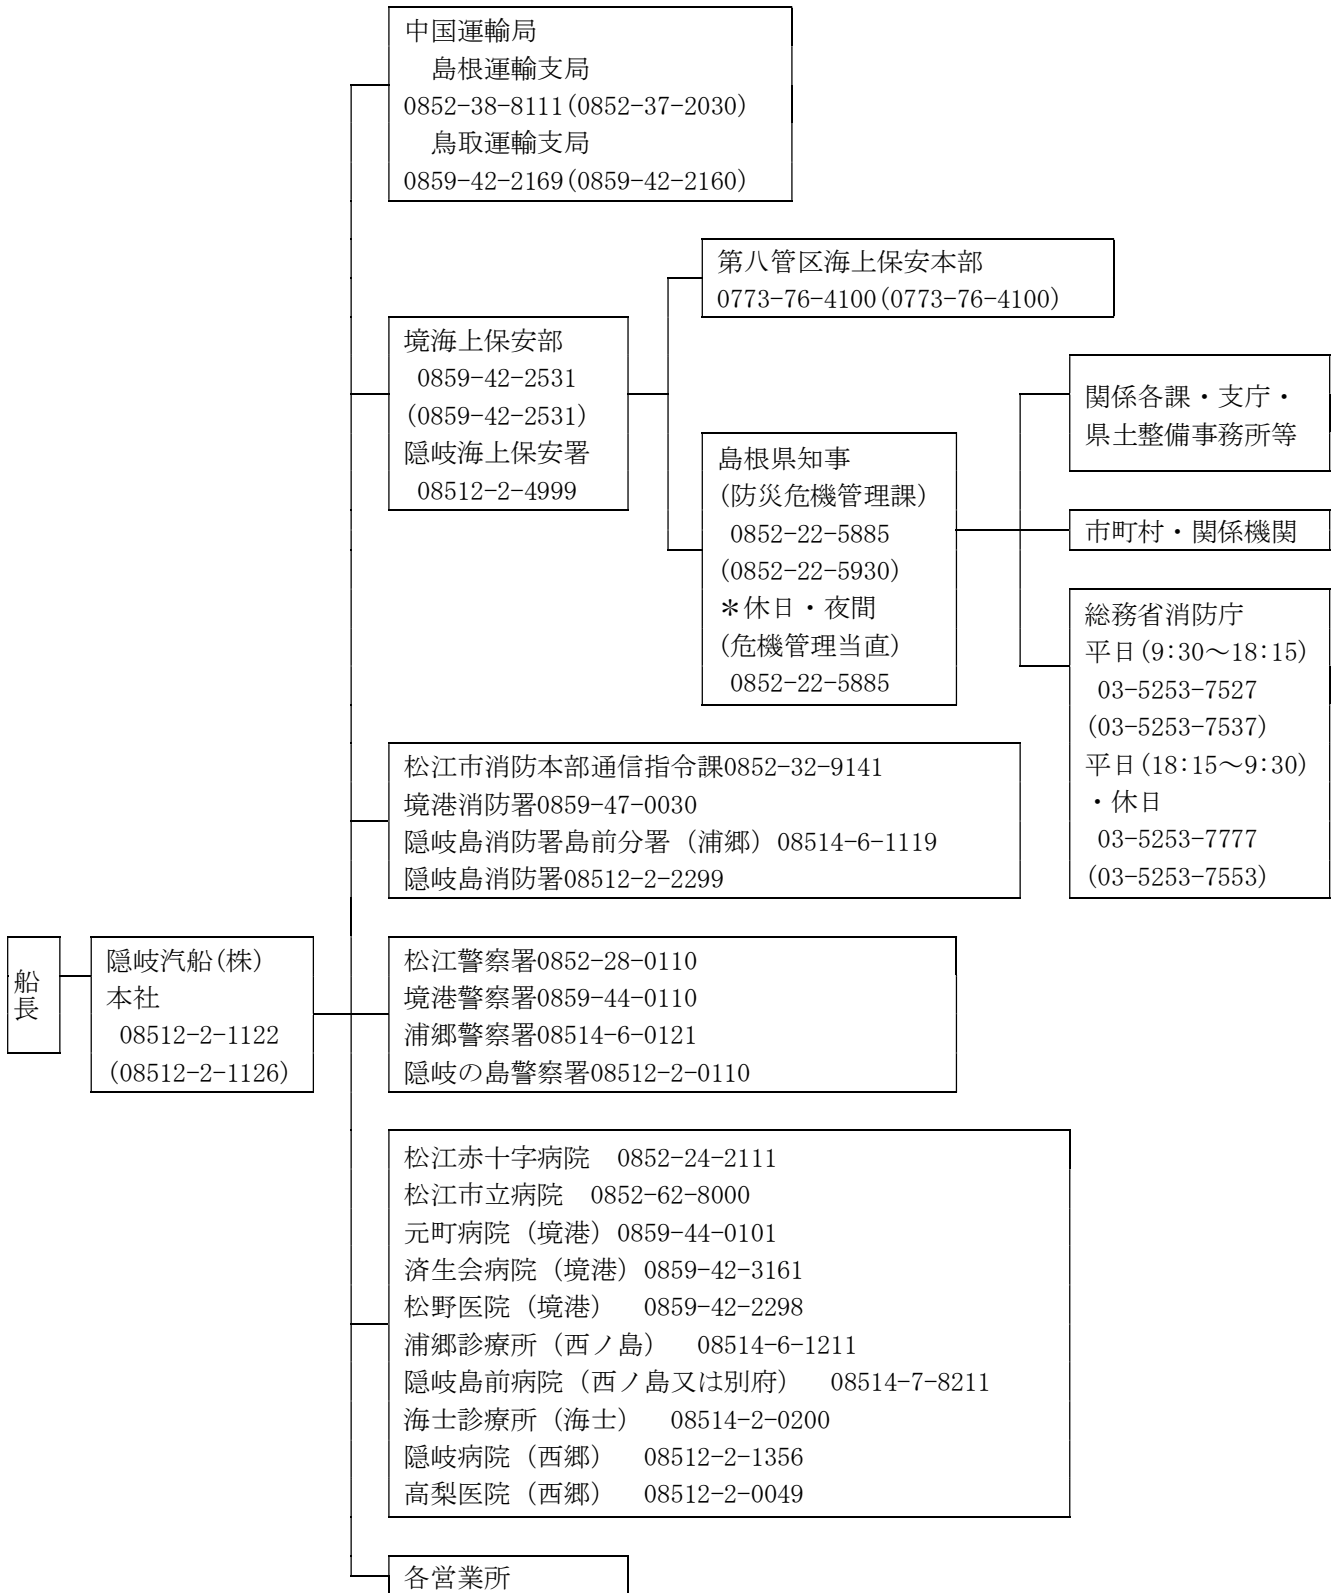 中国運輸局
島根運輸支局
0852-38-8111(0852-37-2030)
鳥取運輸支局
0859-42-2169(0859-42-2160)
第八管区海上保安本部
0773-76-4100(0773-76-4100)
境海上保安部
0859-42-2531
(0859-42-2531)
隠岐海上保安署
08512-2-4999
島根県知事
(防災危機管理課)
0852-22-5885
(0852-22-5930)
＊休日・夜間
(危機管理当直)
0852-22-5885
関係各課・支庁・
県土整備事務所等
市町村・関係機関
総務省消防庁
平日(9:30～18:15)
03-5253-7527
(03-5253-7537)
平日(18:15～9:30)
・休日
03-5253-7777
(03-5253-7553)
松江市消防本部通信指令課0852-32-9141
境港消防署0859-47-0030
隠岐島消防署島前分署（浦郷）08514-6-1119
隠岐島消防署08512-2-2299
船長
隠岐汽船(株)
本社
08512-2-1122
(08512-2-1126)
松江警察署0852-28-0110
境港警察署0859-44-0110
浦郷警察署08514-6-0121
隠岐の島警察署08512-2-0110
松江赤十字病院　0852-24-2111
松江市立病院　0852-62-8000
元町病院（境港）0859-44-0101
済生会病院（境港）0859-42-3161
松野医院（境港）　0859-42-2298
浦郷診療所（西ノ島）　08514-6-1211
隠岐島前病院（西ノ島又は別府）　08514-7-8211
海士診療所（海士）　08514-2-0200
隠岐病院（西郷）　08512-2-1356
高梨医院（西郷）　08512-2-0049
各営業所